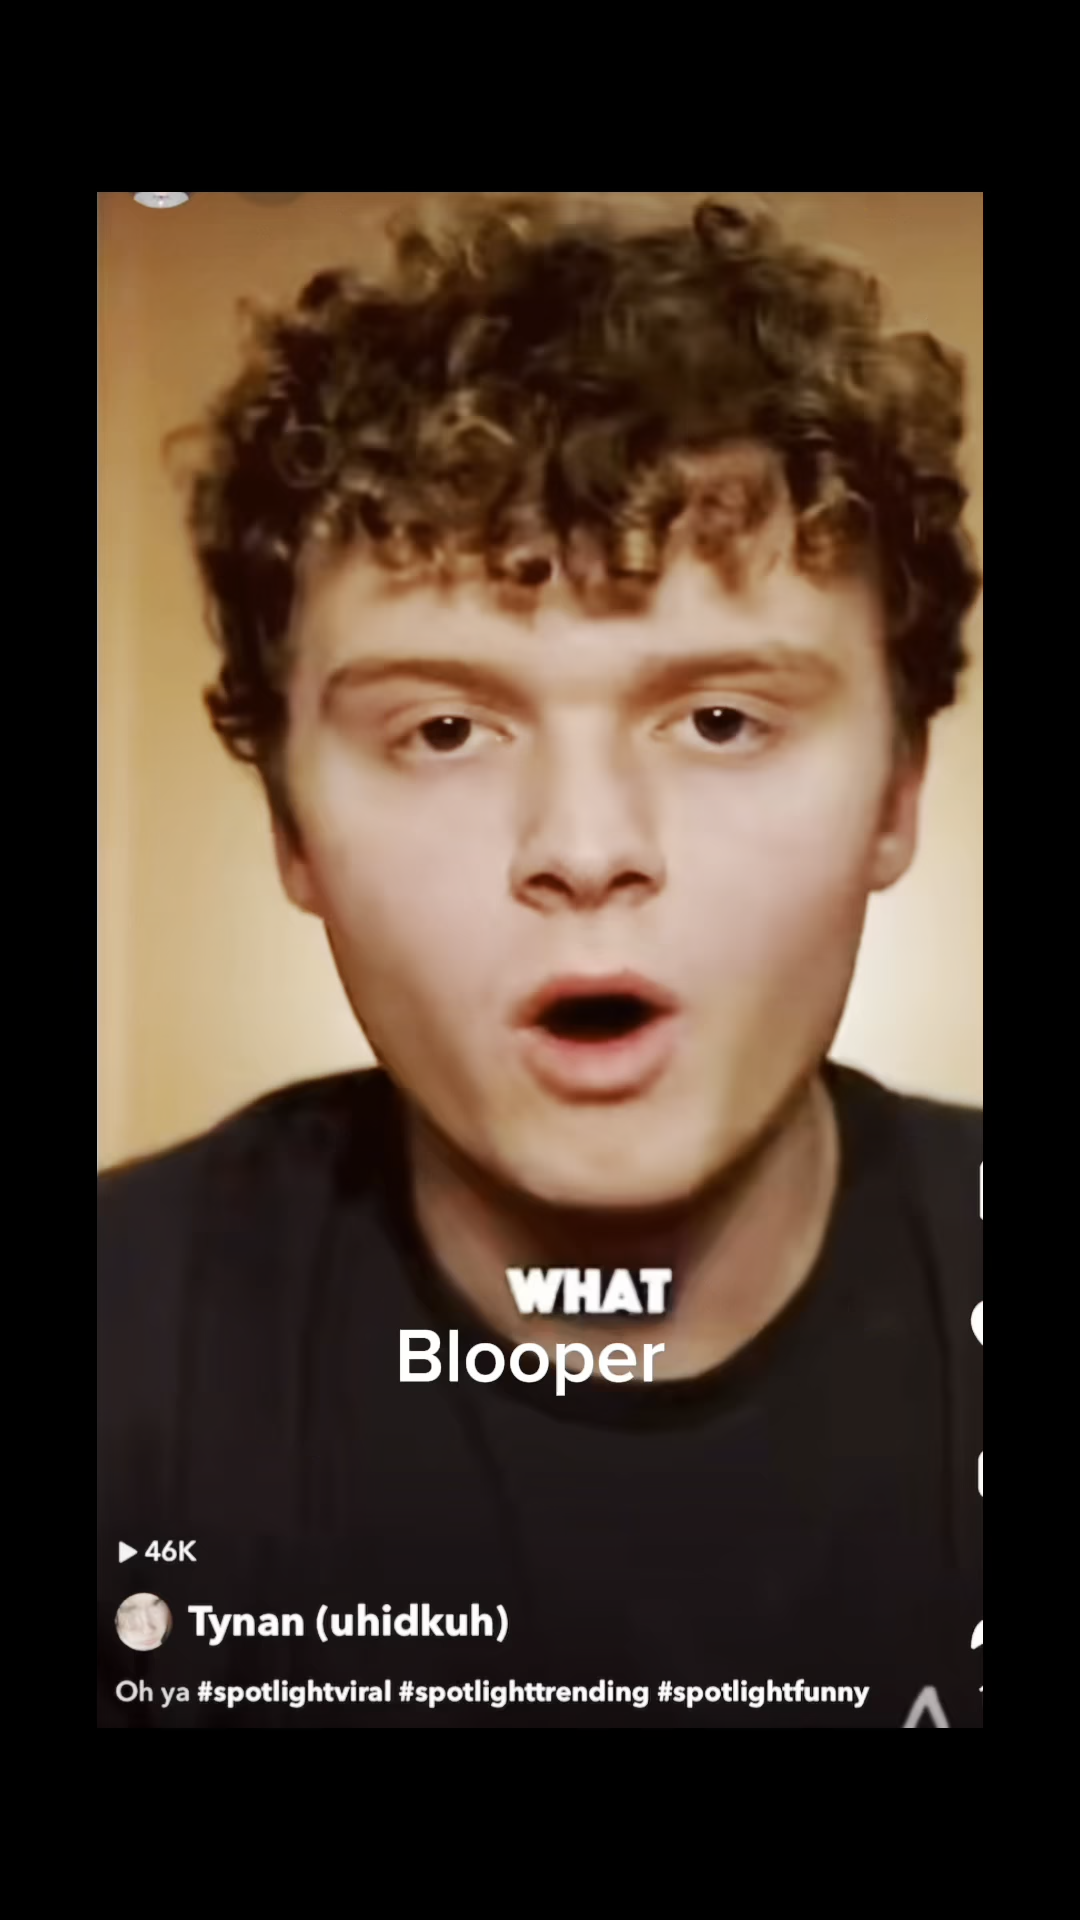 WHAT
Blooper
46K
Tynan (uhidkuh)
Oh ya #spotlightviral #spotlighttrending #spotlightfunny